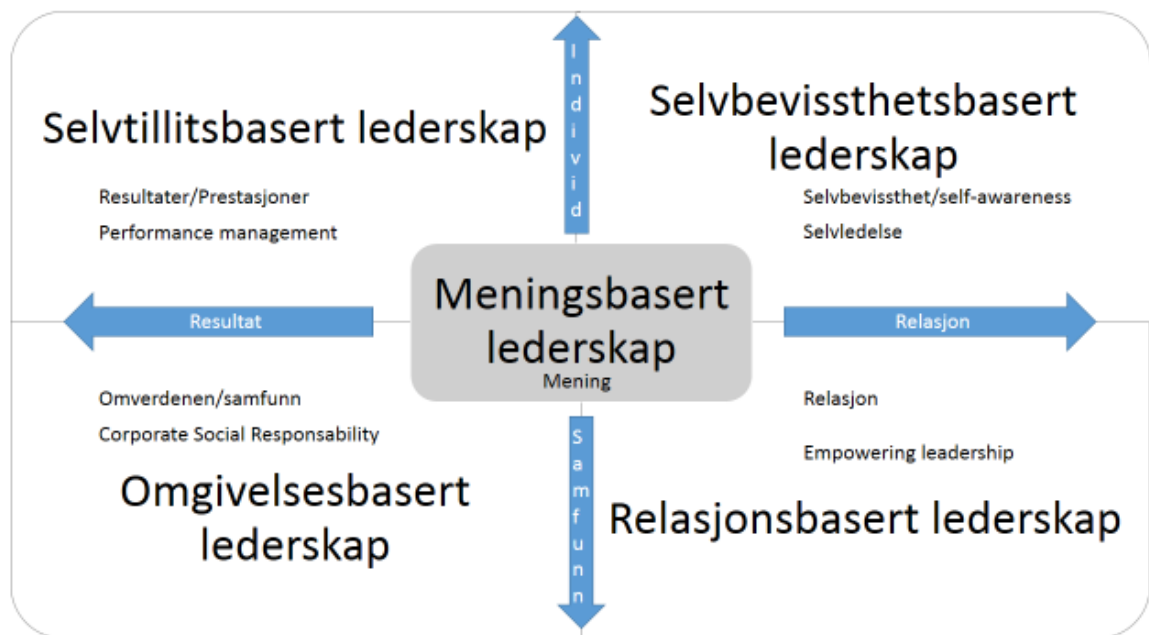 Individ
Selvtillitsbasert lederskap
Resultater/Prestasjoner
Performance management
Selvbevissthetsbasert
lederskap
Selvbevissthet/self-awareness
Selvledelse
Resultat
Meningsbasert
lederskap
Mening
Relasjon
Omverdenen/samfunn
Corporate Social Responsability
Omgivelsesbasert
lederskap
Samfunn
Relasjon
Empowering leadership
Relasjonsbasert lederskap